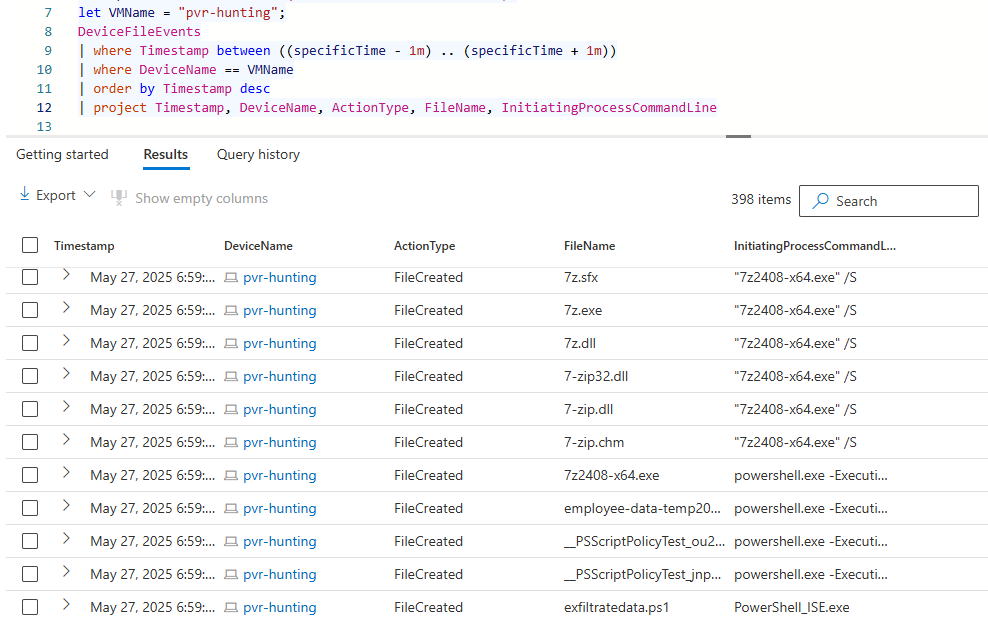 7 let VMName = "pvr-hunting";
8 DeviceFileEvents
9 | where Timestamp between ((specificTime - 1m) .. (specificTime + 1m))
10 | where DeviceName == VMName
11 | order by Timestamp desc
12 | project Timestamp, DeviceName, ActionType, FileName, InitiatingProcessCommandLine
13
Getting started Results Query history
Export Show empty columns 398 items Search
Timestamp DeviceName ActionType FileName InitiatingProcessCommandL...
May 27, 2025 6:59:... pvr-hunting FileCreated 7z.sfx "7z2408-x64.exe" /S
May 27, 2025 6:59:... pvr-hunting FileCreated 7z.exe "7z2408-x64.exe" /S
May 27, 2025 6:59:... pvr-hunting FileCreated 7z.dll "7z2408-x64.exe" /S
May 27, 2025 6:59:... pvr-hunting FileCreated 7-zip32.dll "7z2408-x64.exe" /S
May 27, 2025 6:59:... pvr-hunting FileCreated 7-zip.dll "7z2408-x64.exe" /S
May 27, 2025 6:59:... pvr-hunting FileCreated 7-zip.chm "7z2408-x64.exe" /S
May 27, 2025 6:59:... pvr-hunting FileCreated 7z2408-x64.exe powershell.exe -Executi...
May 27, 2025 6:59:... pvr-hunting FileCreated employee-data-temp20... powershell.exe -Executi...
May 27, 2025 6:59:... pvr-hunting FileCreated __PSScriptPolicyTest_ou2... powershell.exe -Executi...
May 27, 2025 6:59:... pvr-hunting FileCreated __PSScriptPolicyTest_jnp... powershell.exe -Executi...
May 27, 2025 6:59:... pvr-hunting FileCreated exfiltratedata.ps1 PowerShell_ISE.exe